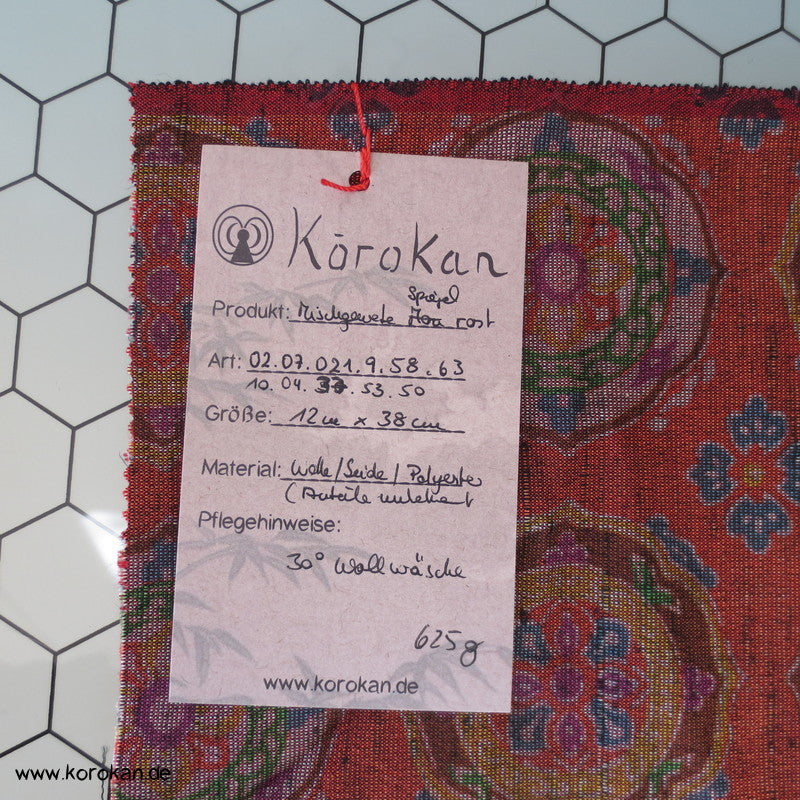 KōroKan
Spiegel
Produkt: Mischgewebe rost
Art: 02.07.021.9.58.63
10.04.37.53.50
Größe: 12cm x 38cm
Material: Wolle/Seide/Polyester
(Anteile unbekannt
Pflegehinweise:
30° Wollwäsche
625g
www.korokan.de
www.korokan.de